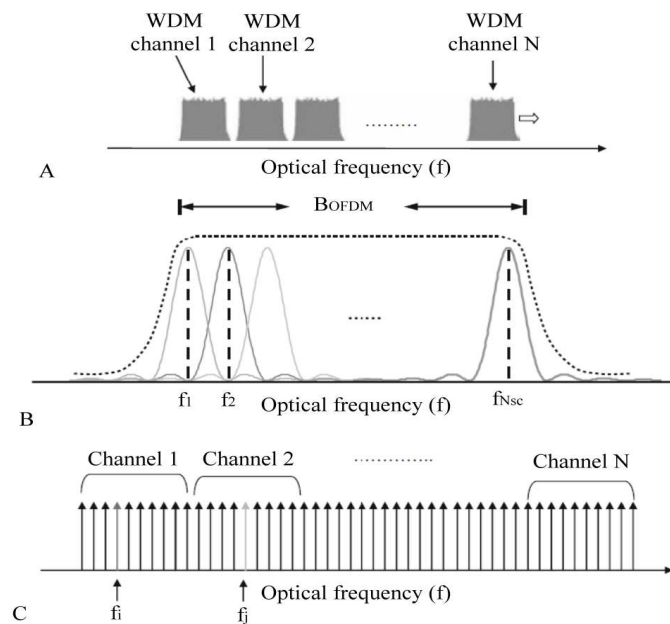 WDM channel 1
WDM channel 2
WDM channel N
.........
Optical frequency (f)
A
BOFDM
.....
f1
f2
fNsc
Optical frequency (f)
B
Channel 1
Channel 2
..............
Channel N
Optical frequency (f)
fi
fj
C